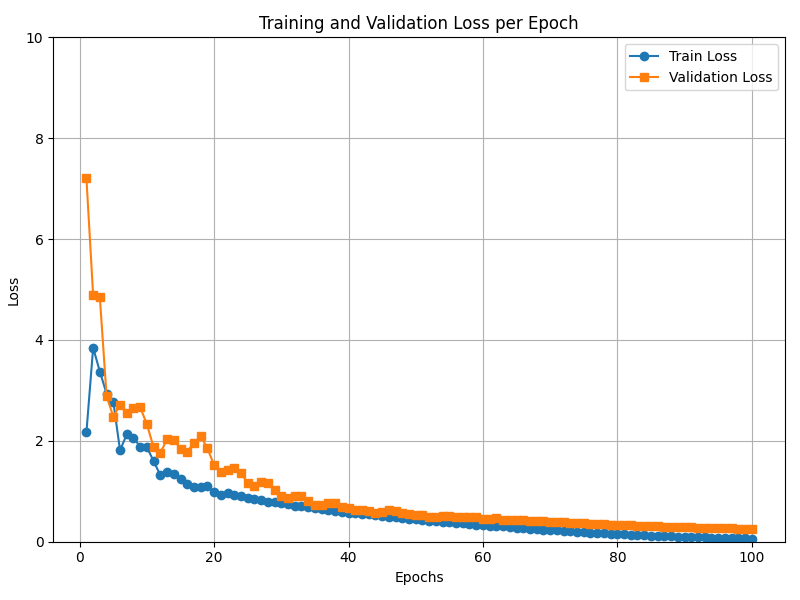 Training and Validation Loss per Epoch
Train Loss
Validation Loss
Loss
10
8
6
4
2
0
0 20 40 60 80 100
Epochs